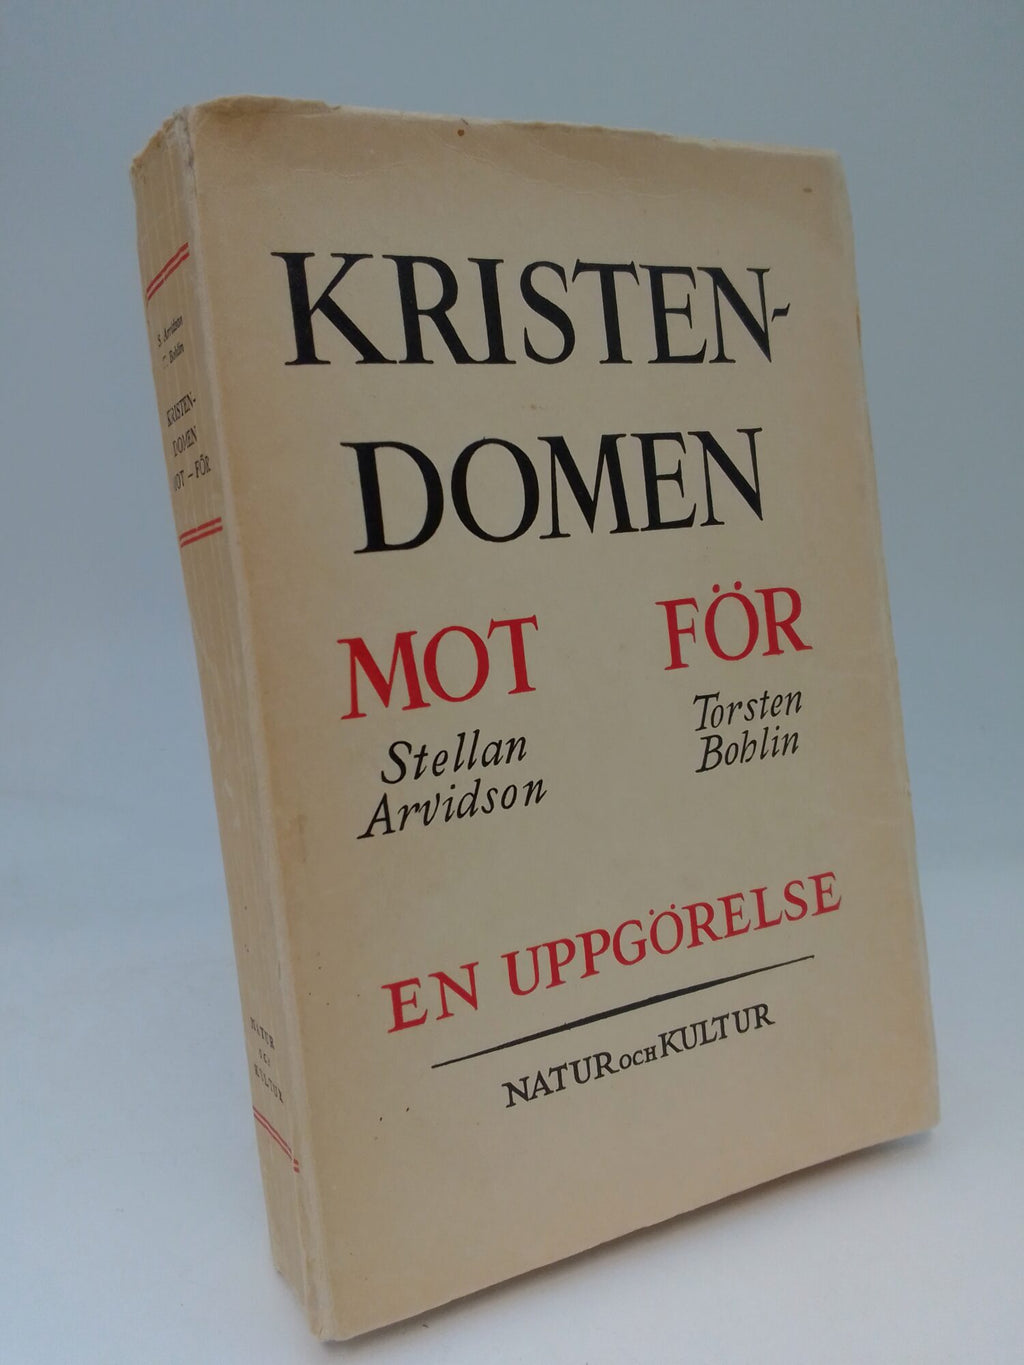 KRISTEN-
DOMEN
MOT FÖR
Stellan
Arvidson
Torsten
Bohlin
EN UPPGÖRELSE
NATUR OCH KULTUR
S. Arvidson
T. Bohlin
KRISTEN-
DOMEN
MOT – FÖR
NATUR
OCH
KULTUR